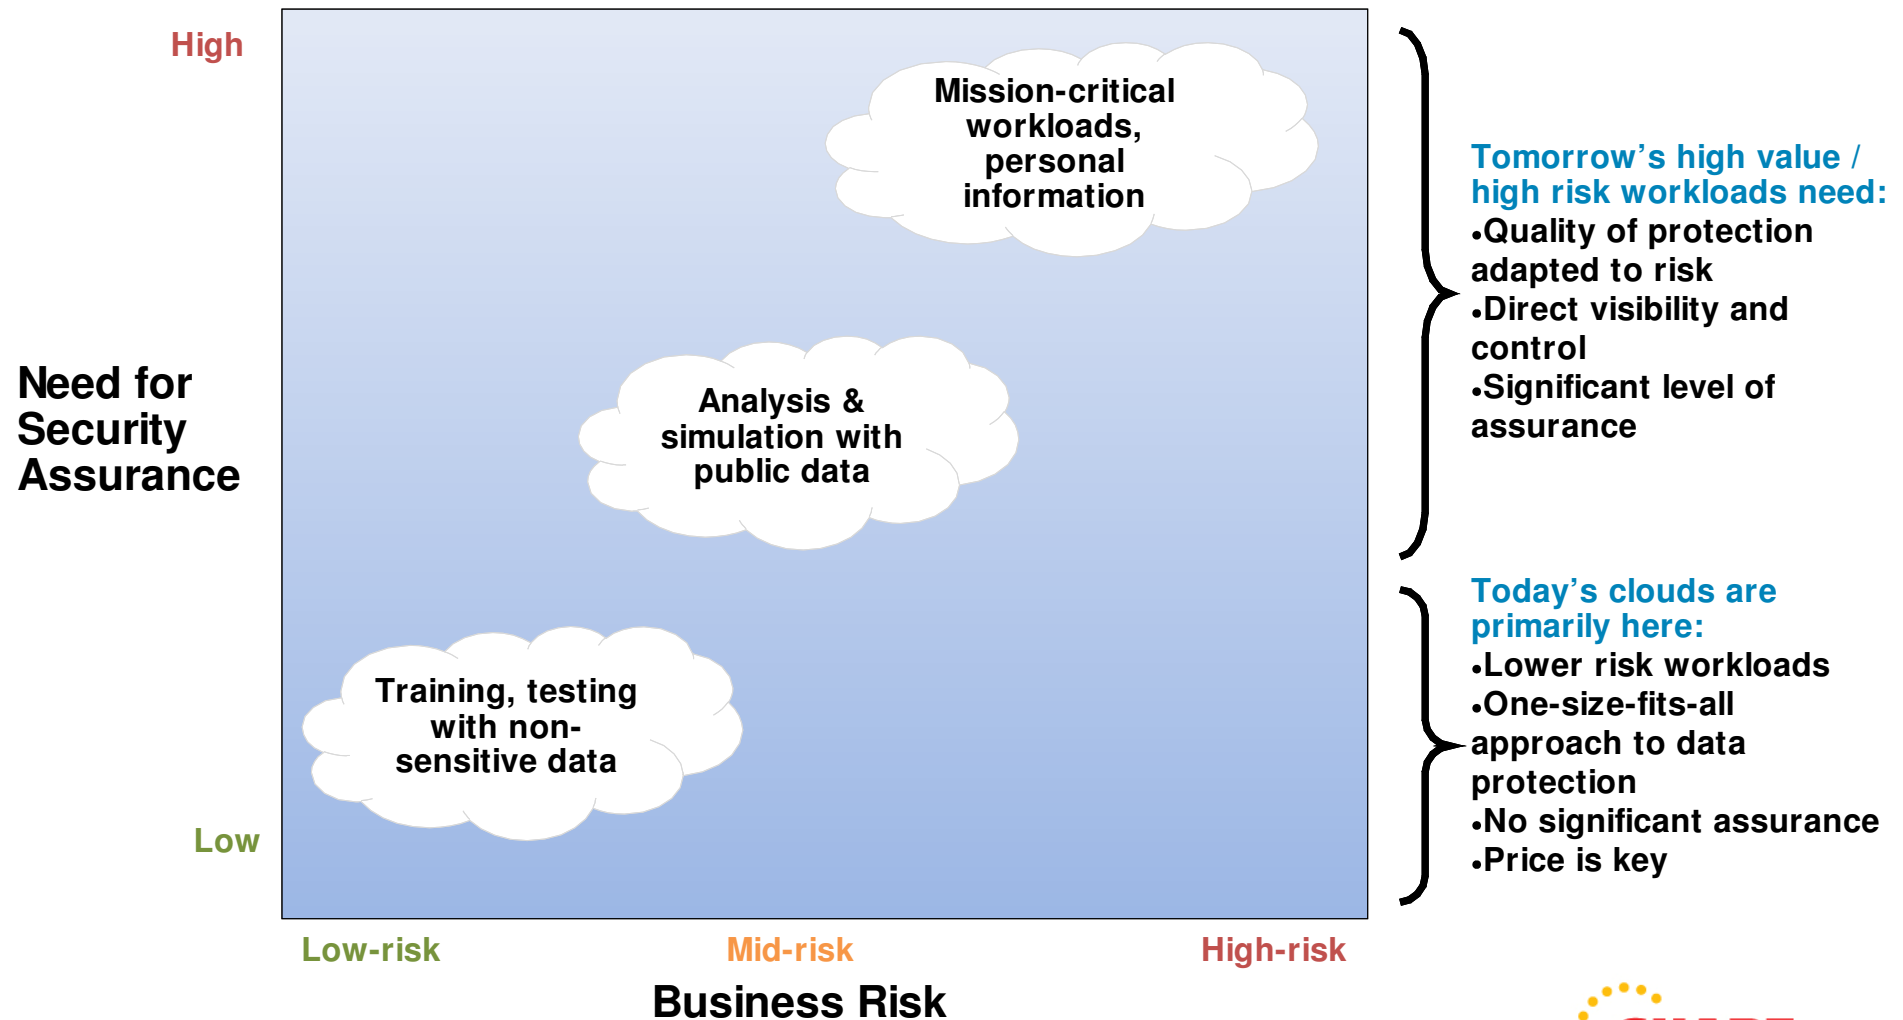 High
Mission-critical
workloads,
personal
information
Tomorrow’s high value /
high risk workloads need:
•Quality of protection
adapted to risk
•Direct visibility and
control
•Significant level of
assurance
Need for
Security
Assurance
Analysis &
simulation with
public data
Today’s clouds are
primarily here:
•Lower risk workloads
•One-size-fits-all
approach to data
protection
•No significant assurance
•Price is key
Training, testing
with non-
sensitive data
Low
Low-risk
Mid-risk
High-risk
Business Risk